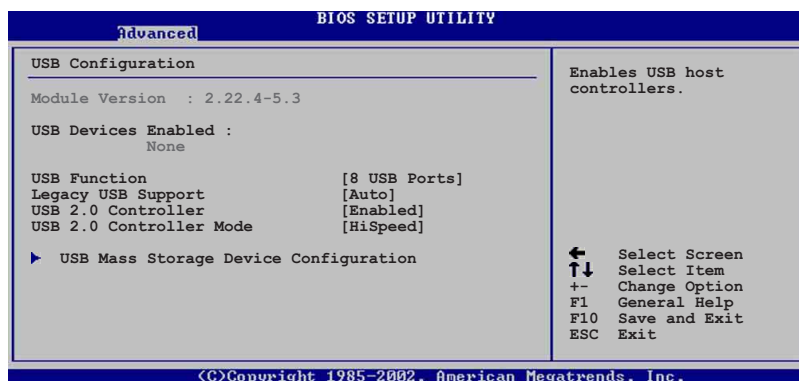 BIOS SETUP UTILITY
Advanced
USB Configuration
Module Version : 2.22.4-5.3
USB Devices Enabled :
None
USB Function [8 USB Ports]
Legacy USB Support [Auto]
USB 2.0 Controller [Enabled]
USB 2.0 Controller Mode [HiSpeed]
USB Mass Storage Device Configuration
Enables USB host
controllers.
← Select Screen
↑↓ Select Item
+- Change Option
F1 General Help
F10 Save and Exit
ESC Exit
(C)Copyright 1985-2002, American Megatrends, Inc.